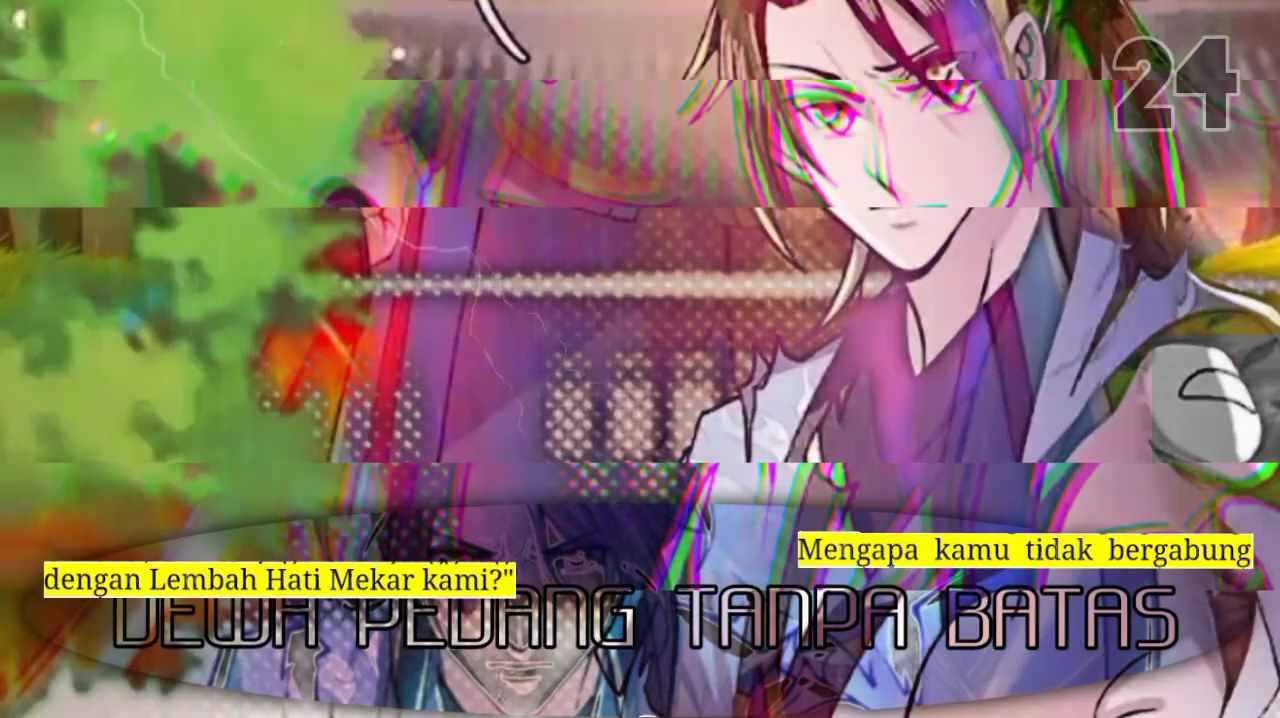 24
Mengapa kamu tidak bergabung
dengan Lembah Hati Mekar kami?"
DEWA PEDANG TANPA BATAS